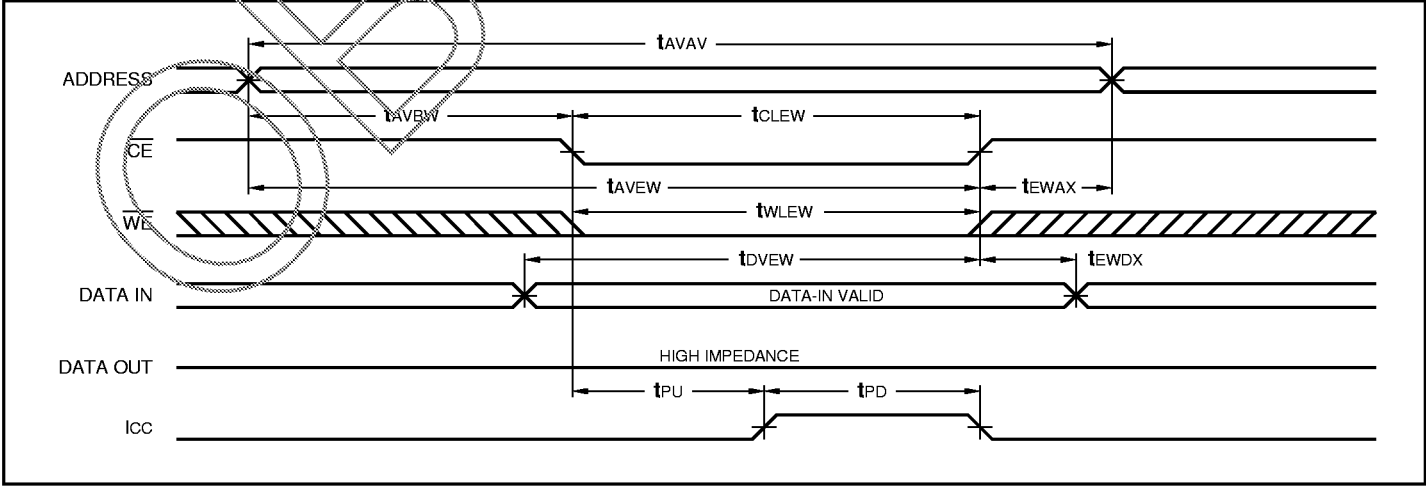 tAVAV
ADDRESS
tAVBW tCLEW
CE
tAVEW tEWAX
WE tWLEW
tDVEW tEWDX
DATA IN DATA-IN VALID
DATA OUT HIGH IMPEDANCE
tPU tPD
ICC